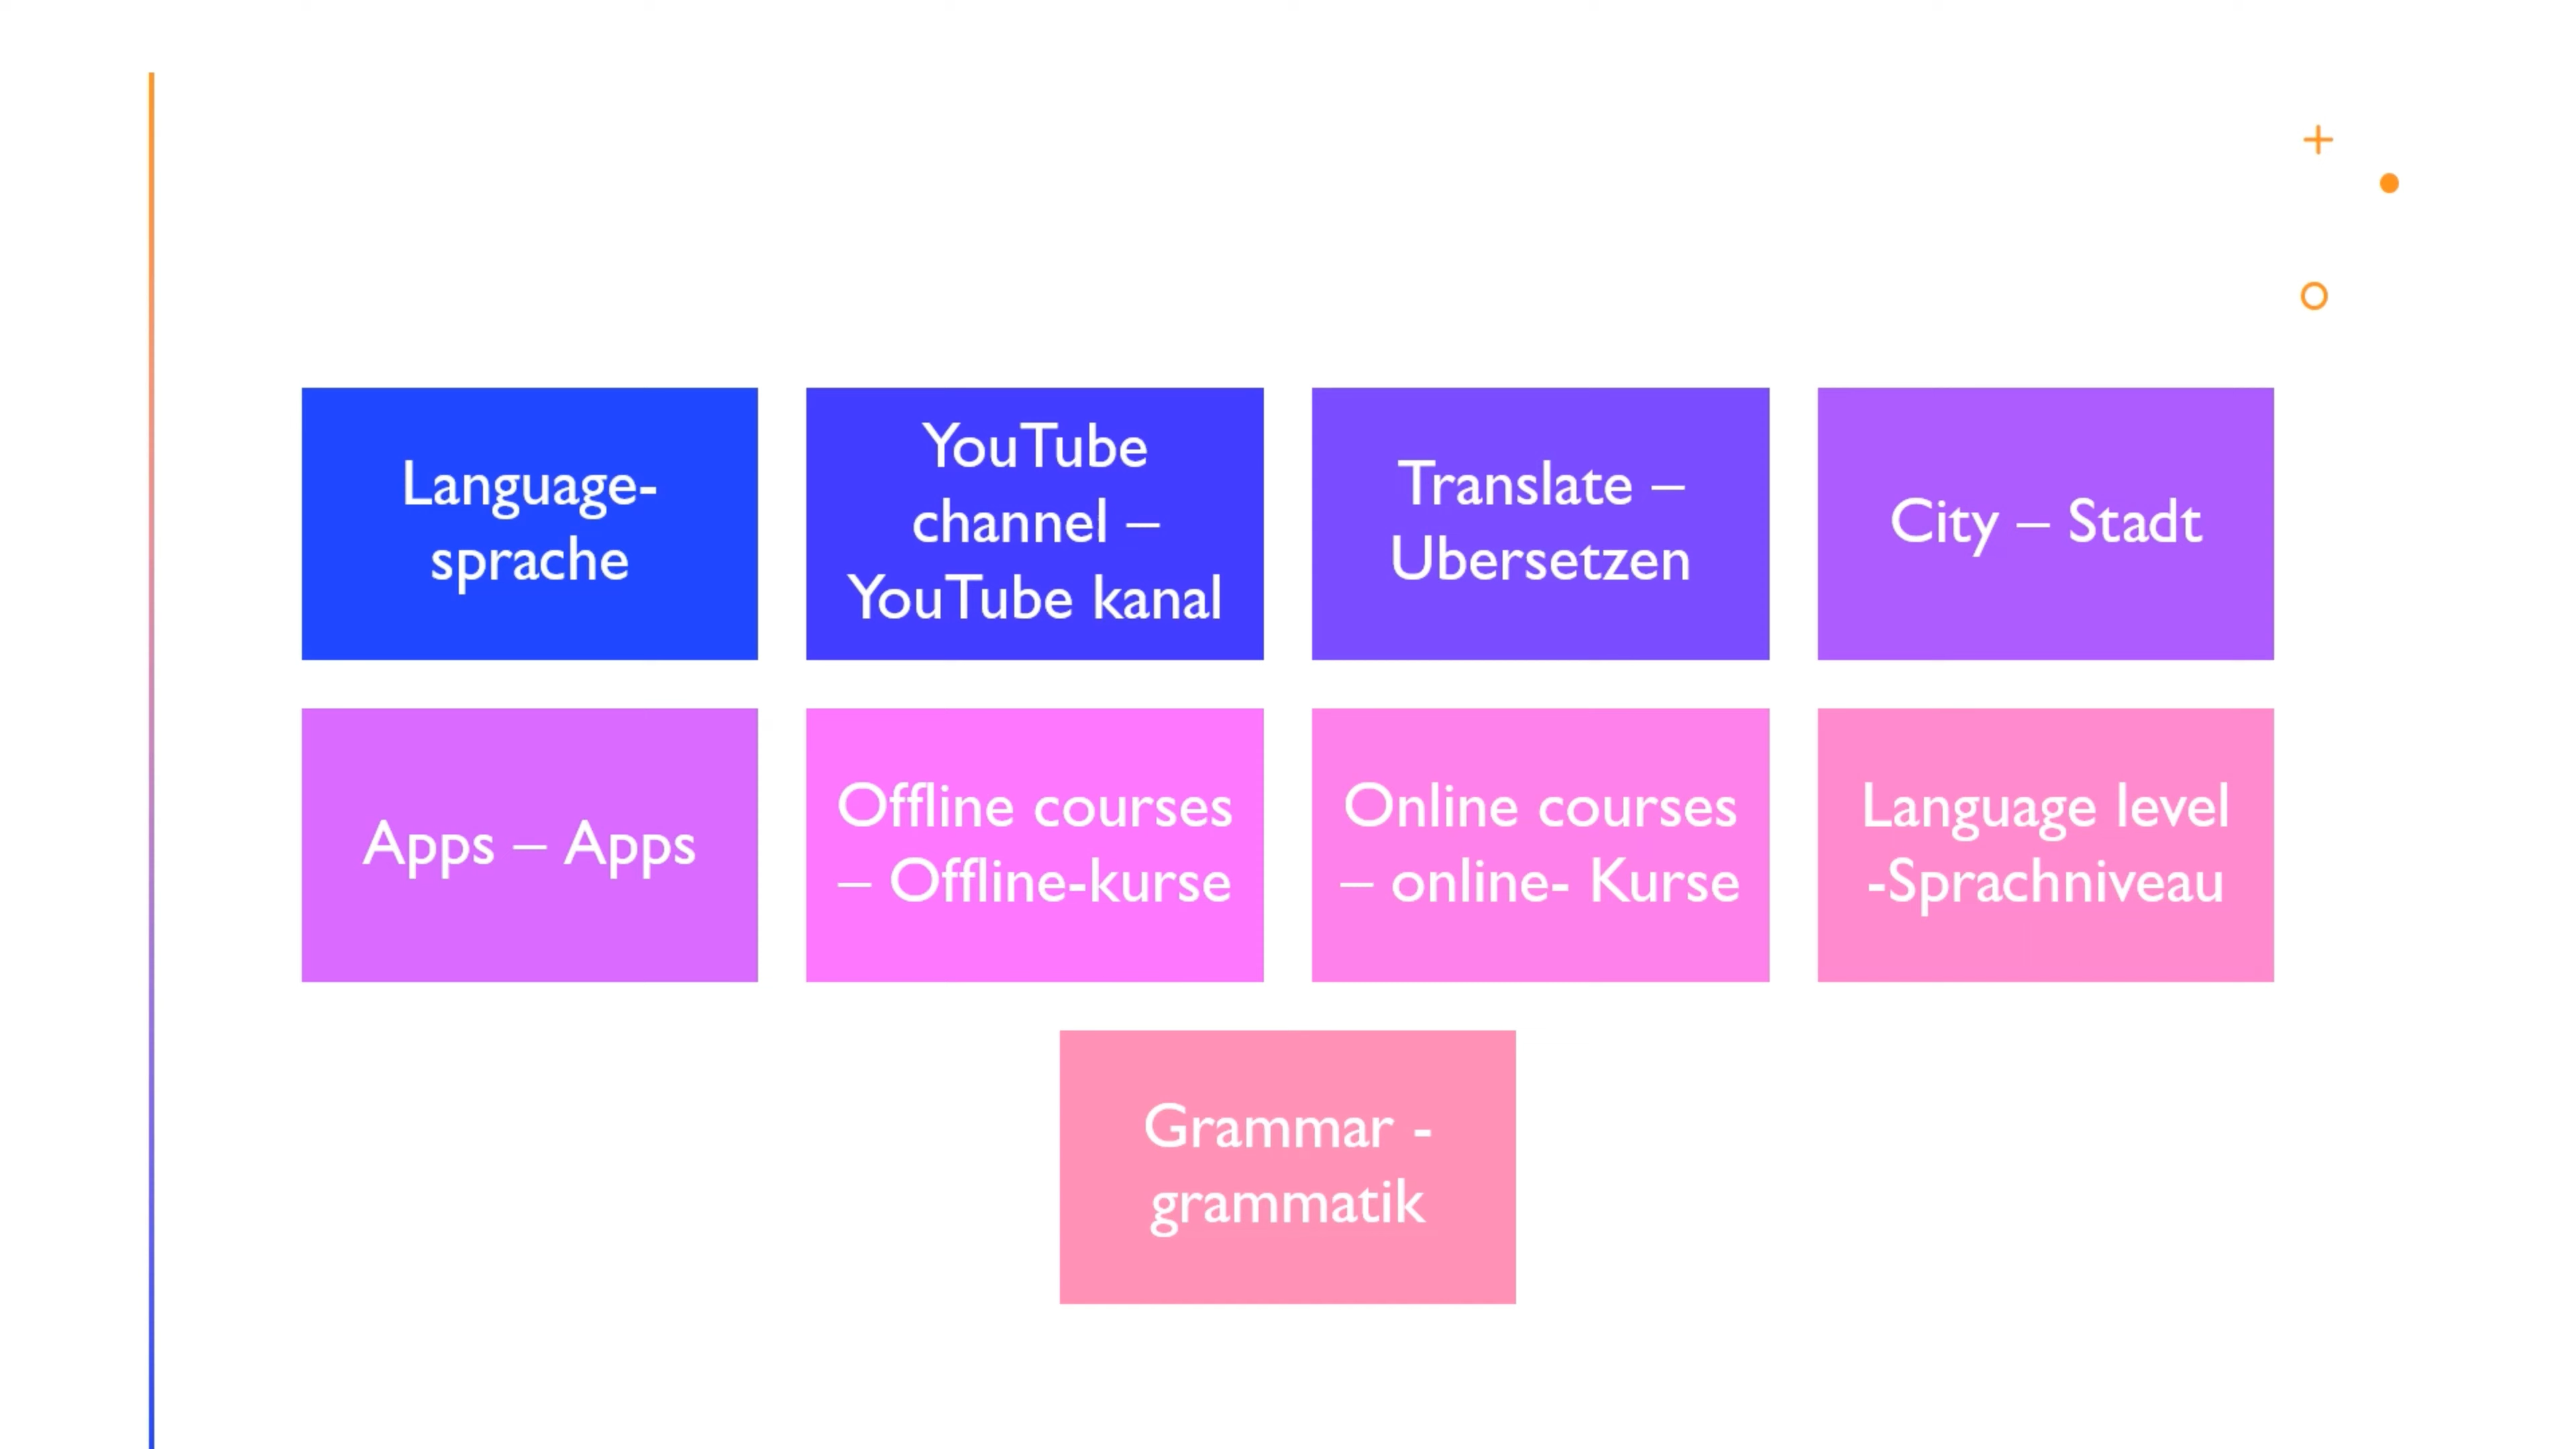 Language-
sprache
YouTube
channel –
YouTube kanal
Translate –
Ubersetzen
City – Stadt
Apps – Apps
Offline courses
– Offline-kurse
Online courses
– online- Kurse
Language level
-Sprachniveau
Grammar -
grammatik